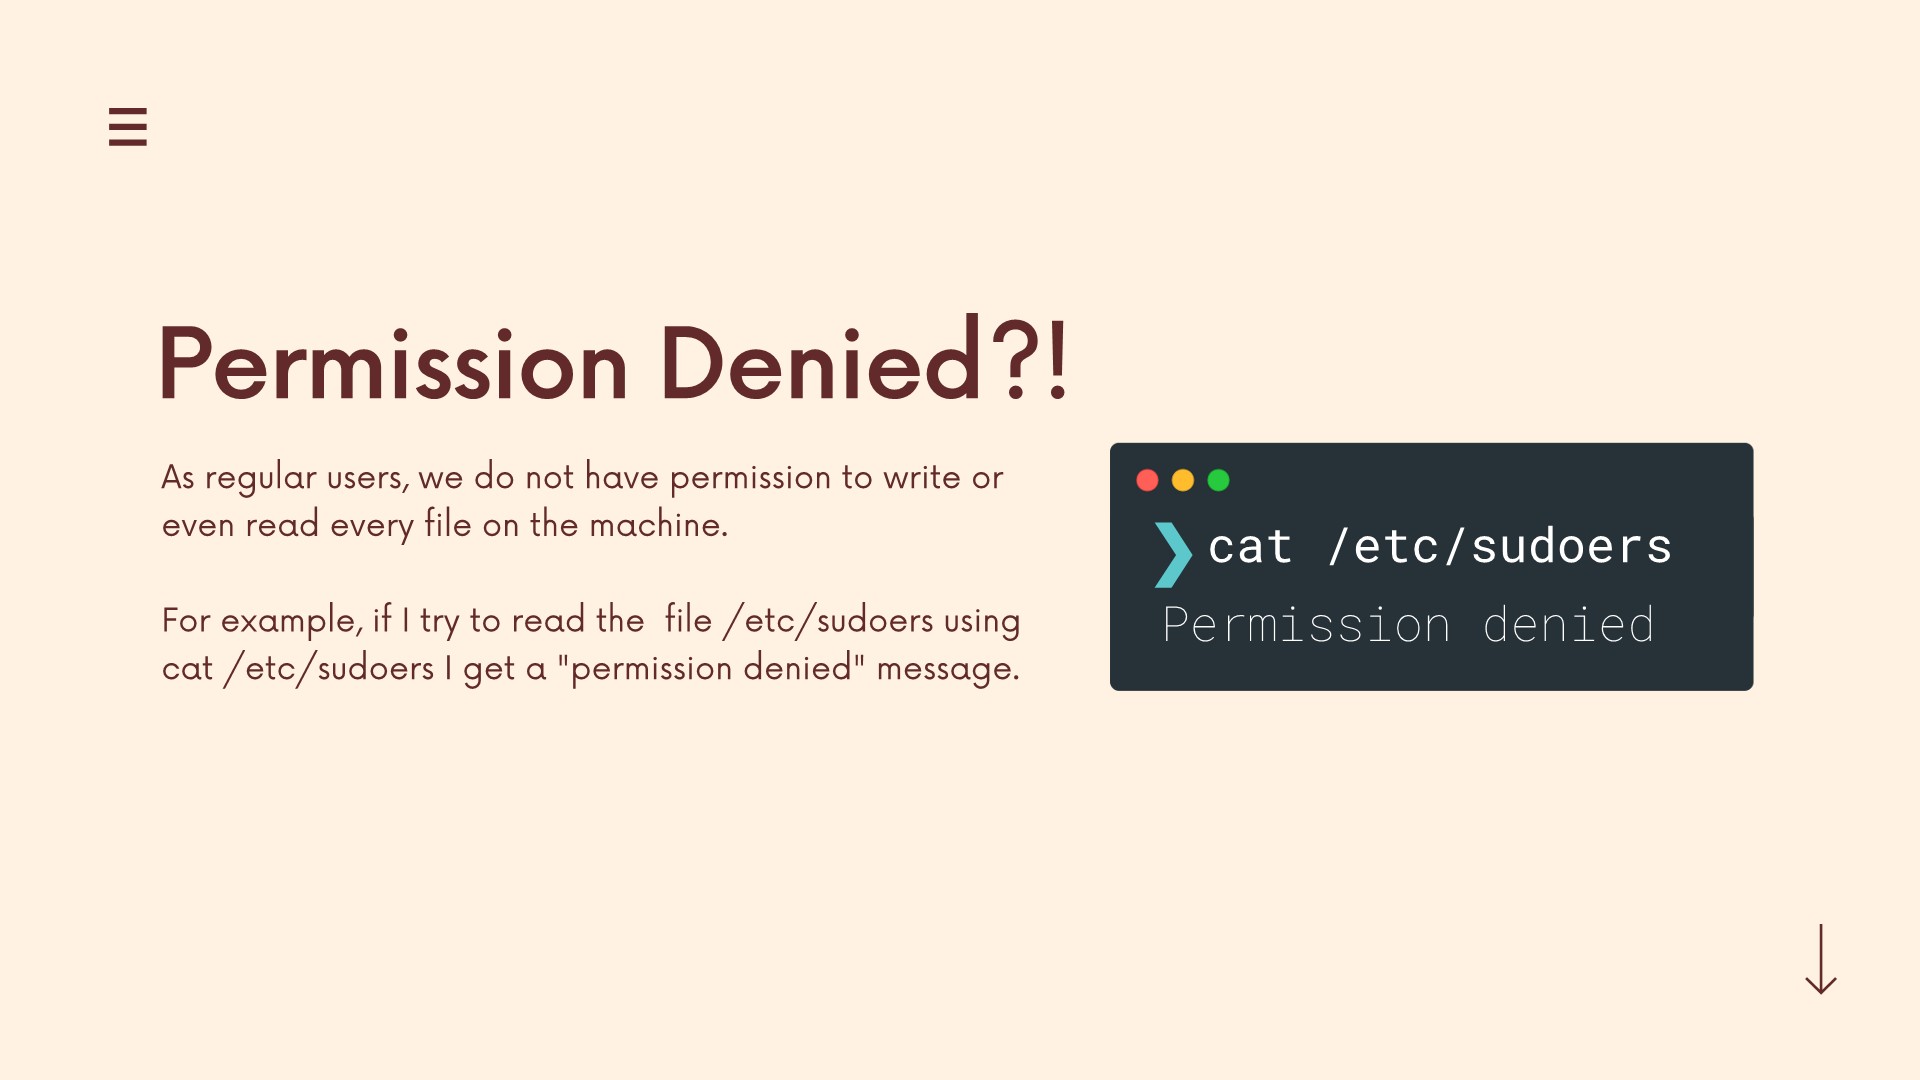 Permission Denied?!
As regular users, we do not have permission to write or
even read every file on the machine.
For example, if I try to read the  file /etc/sudoers using
cat /etc/sudoers I get a "permission denied" message.
❯ cat /etc/sudoers
Permission denied